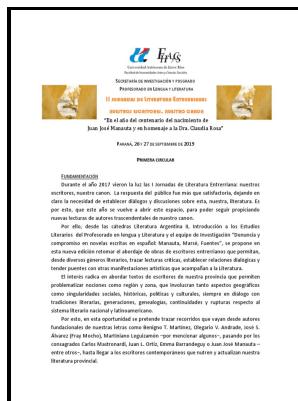 FHAyCS
Universidad Autónoma de Entre Ríos
Facultad de Humanidades, Artes y Ciencias Sociales
SECRETARÍA DE INVESTIGACIÓN Y POSGRADO
PROFESORADO EN LENGUA Y LITERATURA
II JORNADAS DE LITERATURA ENTRERRIANA:
NUESTROS ESCRITORES, NUESTRO CANON
"En el año del centenario del nacimiento de
Juan José Manauta y en homenaje a la Dra. Claudia Rosa"
PARANÁ, 26 Y 27 DE SEPTIEMBRE DE 2019
PRIMERA CIRCULAR
FUNDAMENTACIÓN
Durante el año 2017 vieron la luz las I Jornadas de Literatura Entrerriana: nuestros
escritores, nuestro canon. La respuesta del público fue más que satisfactoria, dejando en
claro la necesidad de establecer diálogos y discusiones sobre esta, nuestra, literatura. Es
por esto, que este año se vuelve a abrir este espacio, para poder seguir propiciando
nuevas lecturas de autores trascendentales de nuestro canon.
Por ello, desde las cátedras Literatura Argentina II, Introducción a los Estudios
Literarios del Profesorado en lengua y Literatura y el equipo de Investigación "Denuncia y
compromiso en novelas escritas en español: Manauta, Marsé, Fuentes", se propone en
esta nueva edición retomar el abordaje de obras de escritores entrerrianos que permitan,
desde diversos géneros literarios, trazar lecturas críticas, establecer relaciones dialógicas y
tender puentes con otras manifestaciones artísticas que acompañan a la Literatura.
El interés radica en abordar textos de escritores de nuestra provincia que permiten
problematizar nociones como región y zona, que involucran tanto aspectos geográficos
como singularidades sociales, históricas, políticas y culturales, siempre en diálogo con
tradiciones literarias, generaciones, genealogías, continuidades y rupturas respecto al
sistema literario nacional y latinoamericano.
Por esto, en esta oportunidad se pretende trazar recorridos que vayan desde autores
fundacionales de nuestras letras como Benigno T. Martínez, Olegario V. Andrade, José S.
Álvarez (Fray Mocho), Martiniano Leguizamón –por mencionar algunos–, pasando por los
consagrados Carlos Mastronardi, Juan L. Ortiz, Emma Barrandeguy o Juan José Manauta –
entre otros–, hasta llegar a los escritores contemporáneos que nutren y actualizan nuestra
literatura provincial.